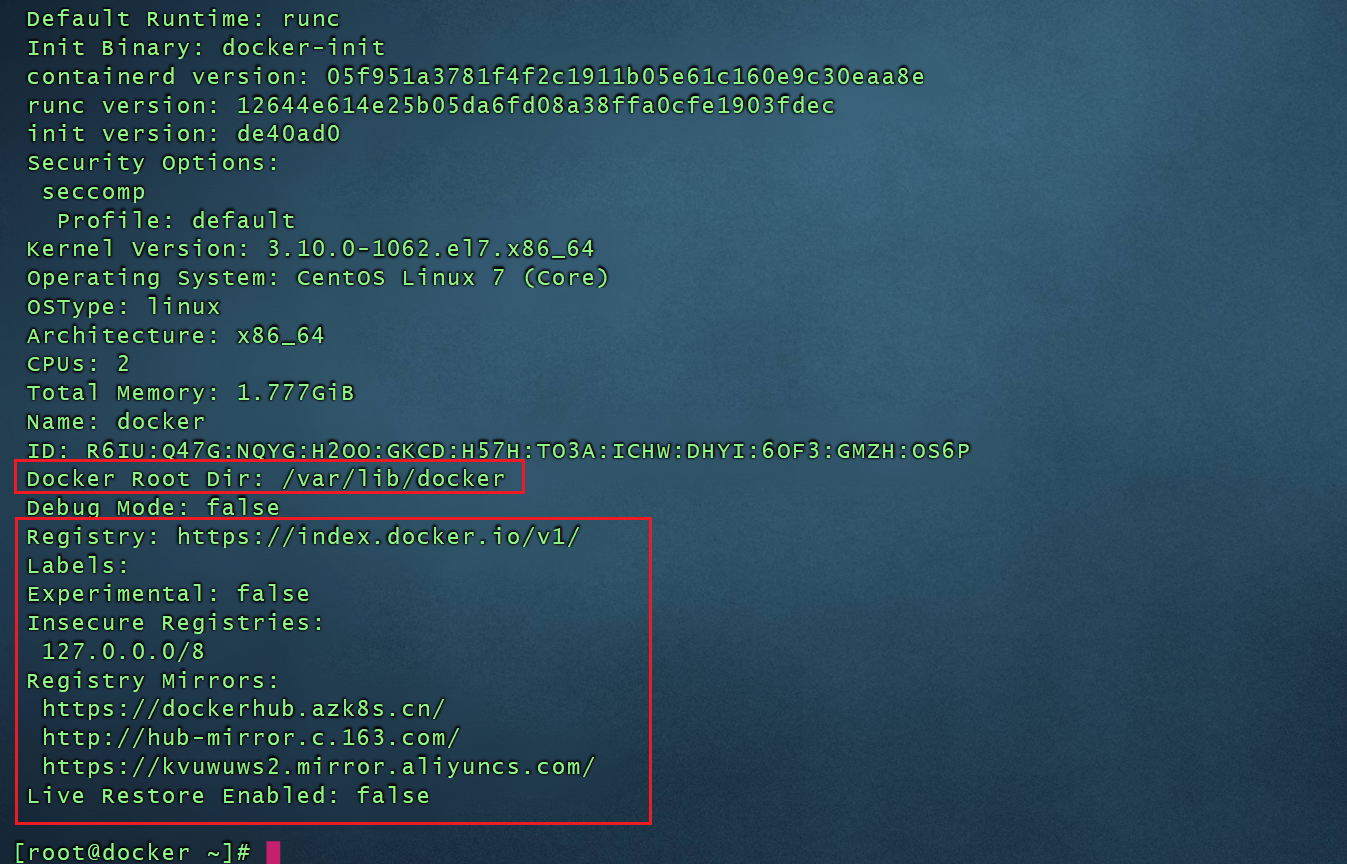 Default Runtime: runc
Init Binary: docker-init
containerd version: 05f951a3781f4f2c1911b05e61c160e9c30eaa8e
runc version: 12644e614e25b05da6fd08a38ffa0cfe1903fdec
init version: de40ad0
Security Options:
seccomp
Profile: default
Kernel Version: 3.10.0-1062.el7.x86_64
Operating System: CentOS Linux 7 (Core)
OSType: linux
Architecture: x86_64
CPUs: 2
Total Memory: 1.777GiB
Name: docker
ID: R6IU:Q47G:NQYG:H2OO:GKCD:H57H:TO3A:ICHW:DHYI:6OF3:GMZH:OS6P
Docker Root Dir: /var/lib/docker
Debug Mode: false
Registry: https://index.docker.io/v1/
Labels:
Experimental: false
Insecure Registries:
127.0.0.0/8
Registry Mirrors:
https://dockerhub.azk8s.cn/
http://hub-mirror.c.163.com/
https://kvuwuws2.mirror.aliyuncs.com/
Live Restore Enabled: false
[root@docker ~]#